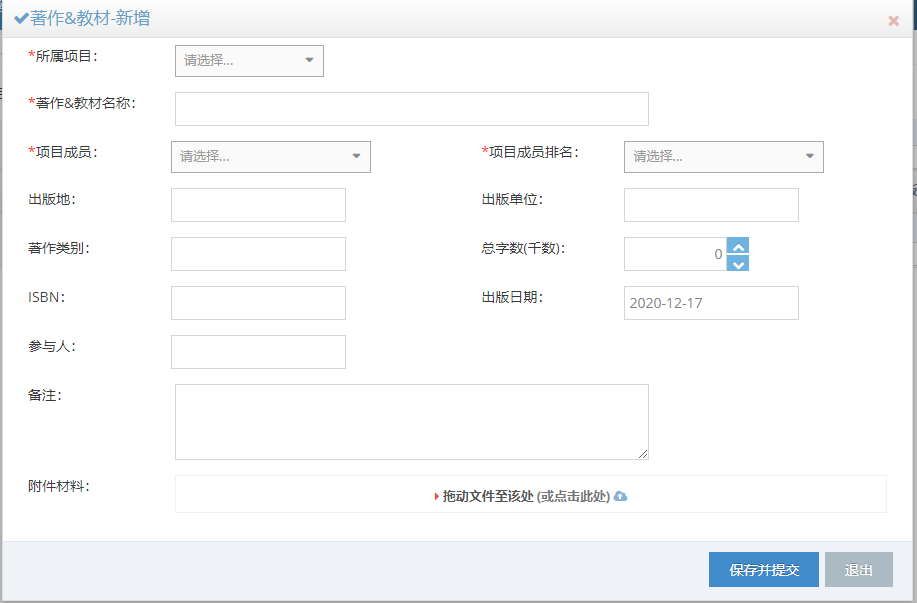 著作&教材-新增
*所属项目：
请选择...
*著作&教材名称：
*项目成员：
请选择...
*项目成员排名：
请选择...
出版地：
出版单位：
著作类别：
总字数(千数)：
0
ISBN：
出版日期：
2020-12-17
参与人：
备注：
附件材料：
拖动文件至该处 (或点击此处)
保存并提交
退出